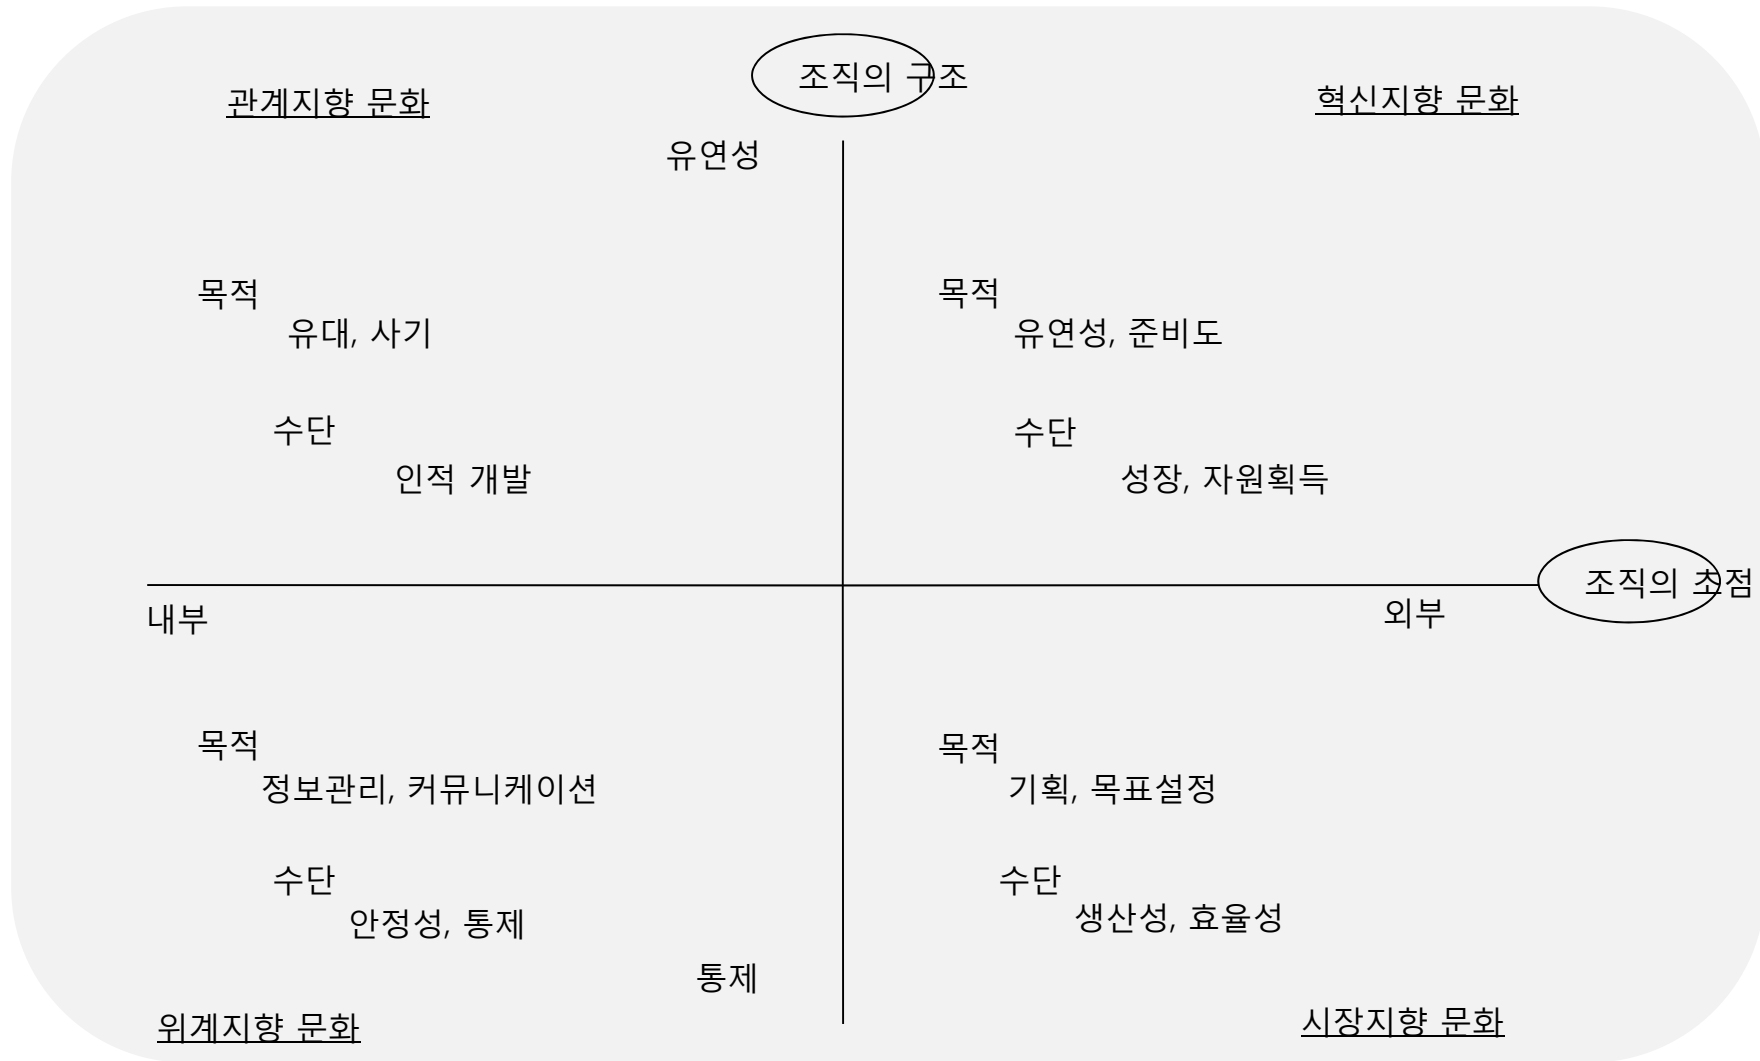 조직의 구조
관계지향 문화
혁신지향 문화
유연성
목적
유대, 사기
수단
인적 개발
목적
유연성, 준비도
수단
성장, 자원획득
조직의 초점
내부
외부
목적
정보관리, 커뮤니케이션
수단
안정성, 통제
목적
기획, 목표설정
수단
생산성, 효율성
통제
위계지향 문화
시장지향 문화